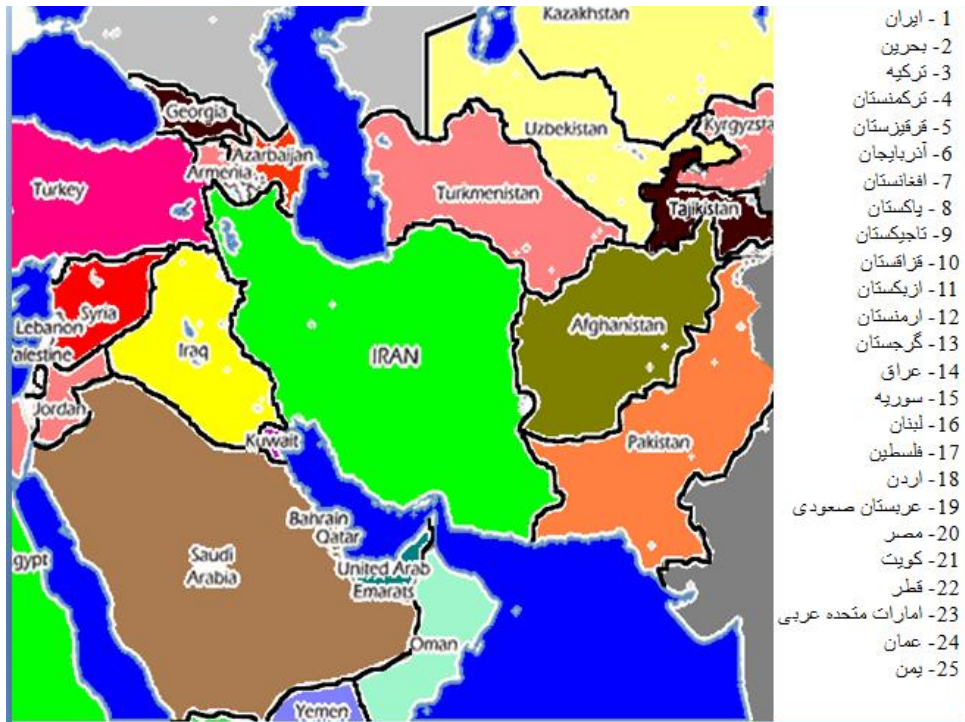 Kazakhstan
Georgia
Uzbekistan
Kyrgyzsta
Azarbaijan
Armenia
Turkey
Turkmenistan
Tajikistan
Syria
Lebanon
alestine
Iraq
IRAN
Afghanistan
Jordan
Kuwait
Pakistan
Bahrain
Qatar
gypt
Saudi
Arabia
United Arab
Emarats
Oman
Yemen
1 - ایران
2- بحرین
3- ترکیه
4- ترکمنستان
5- قرقیزستان
6- آذربایجان
7- افغانستان
8 - پاکستان
9- تاجیکستان
10- قزاقستان
11- ازبکستان
12- ارمنستان
13- گرجستان
14- عراق
15- سوریه
16- لبنان
17- فلسطین
18- اردن
19- عربستان صعودی
20- مصر
21- کویت
22- قطر
23- امارات متحده عربی
24- عمان
25- یمن